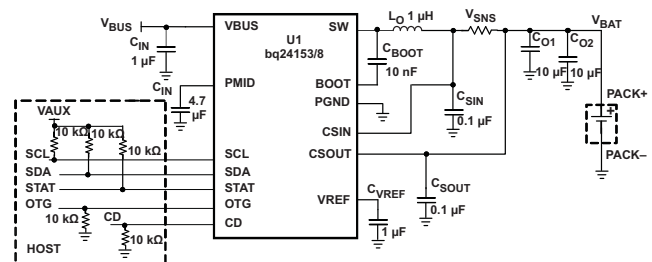 VBUS
CIN
1 µF
VBUS
U1
bq24153/8
SW
LO 1 µH
VSNS
VBAT
CBOOT
10 nF
CO1
10 µF
CO2
10 µF
CIN
4.7
µF
PMID
BOOT
PGND
CSIN
CSIN
0.1 µF
PACK+
+
PACK–
VAUX
10 kΩ
10 kΩ
10 kΩ
SCL
SDA
STAT
OTG
10 kΩ
CD
10 kΩ
HOST
SCL
SDA
STAT
OTG
CD
CSOUT
VREF
CVREF
1 µF
CSOUT
0.1 µF